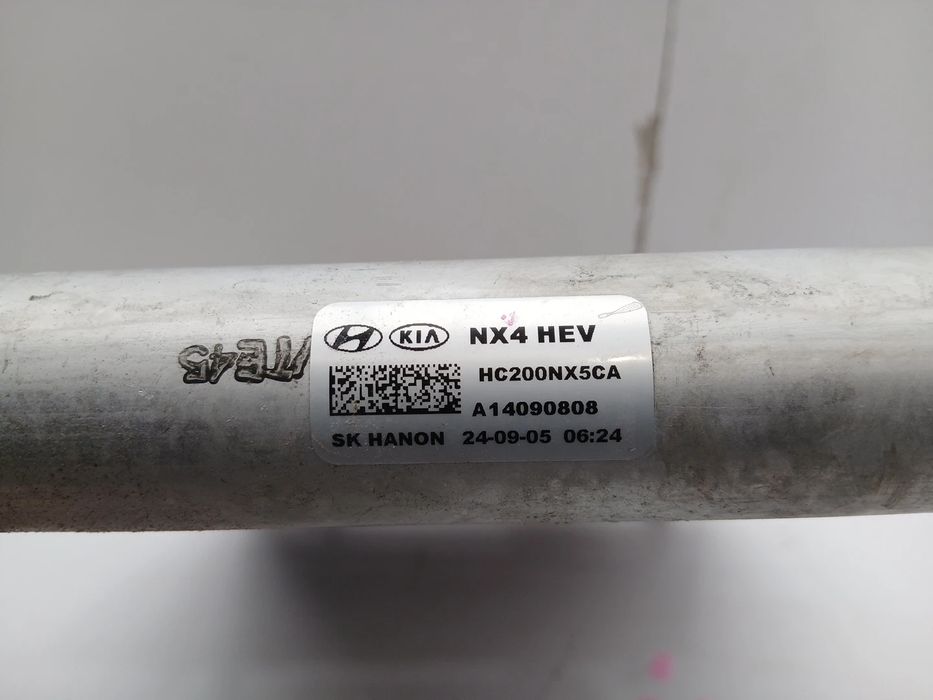 KIA NX4 HEV
HC200NX5CA
A14090808
SK HANON 24-09-05 06:24